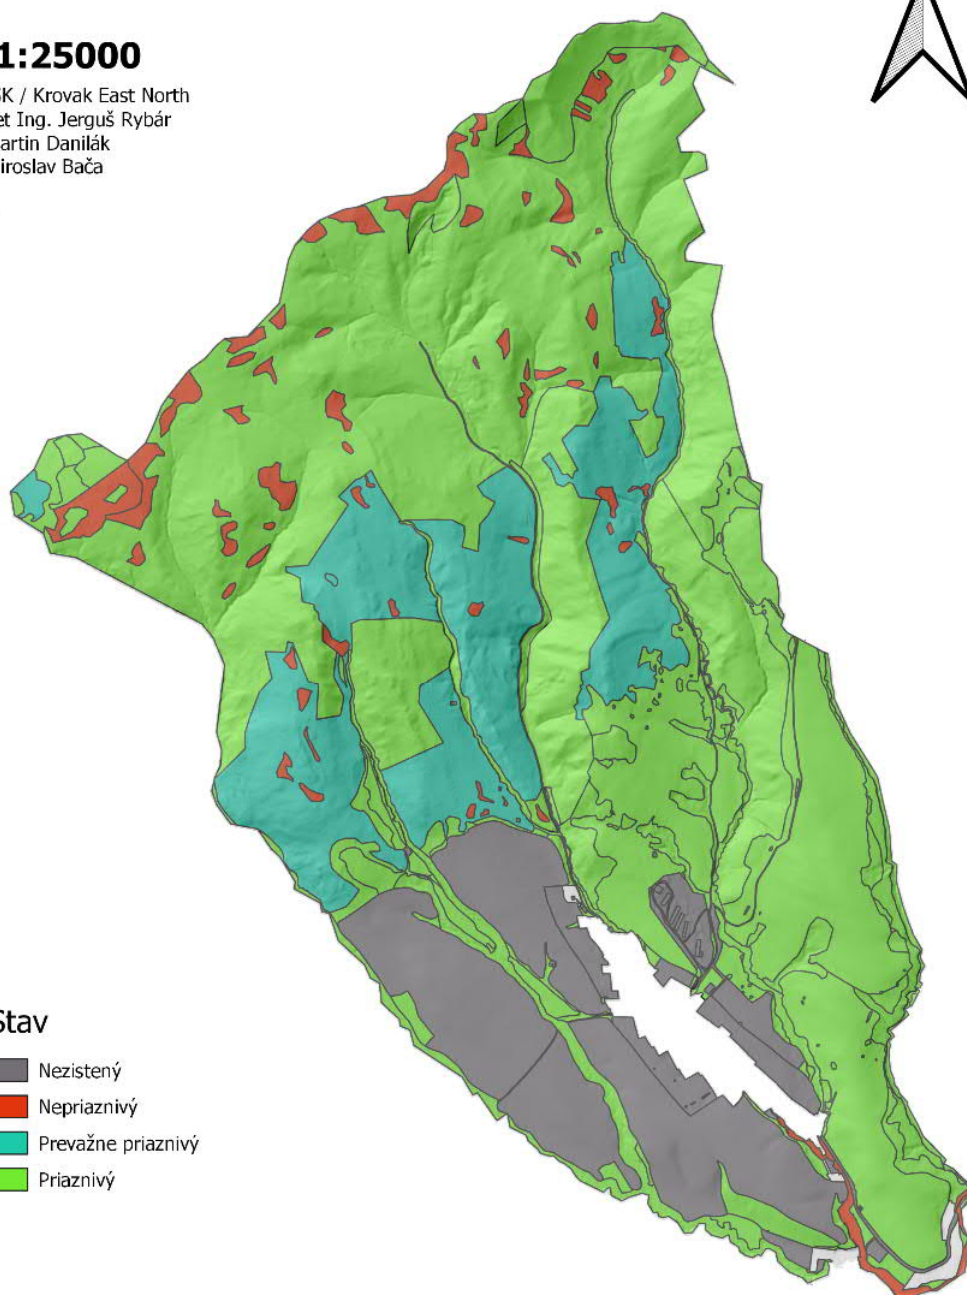 1:25000
SK / Krovak East North
et Ing. Jerguš Rybár
artin Danilák
iroslav Bača
Stav
Nezistený
Nepriaznivý
Prevažne priaznivý
Priaznivý